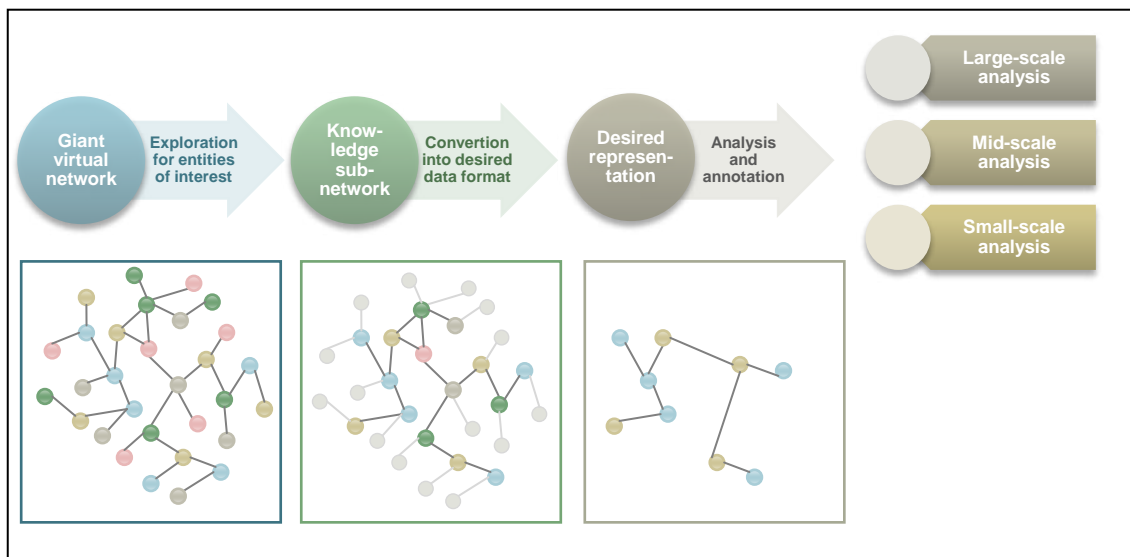 Giant
virtual
network
Exploration
for entities
of interest
Know-
ledge
sub-
network
Convertion
into desired
data format
Desired
represen-
tation
Analysis
and
annotation
Large-scale
analysis
Mid-scale
analysis
Small-scale
analysis